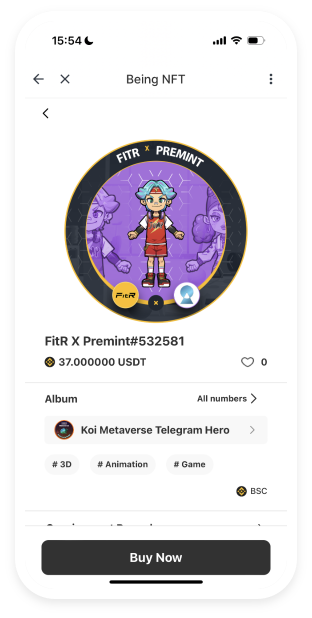 15:54
Being NFT
FITR X PREMINT
FitR
×
FitR X Premint#532581
37.000000 USDT
0
Album
All numbers
Koi Metaverse Telegram Hero
# 3D
# Animation
# Game
BSC
Buy Now